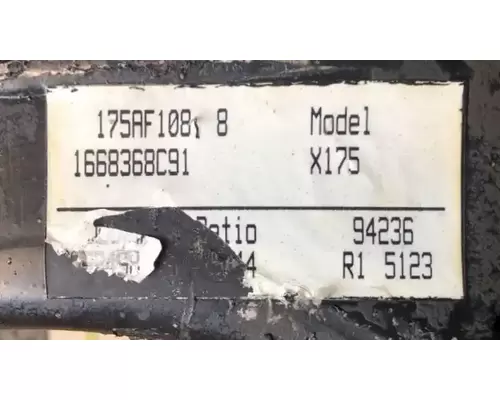 175AF108 8 Model
1668368C91 X175
Ratio 94236
R1 5123